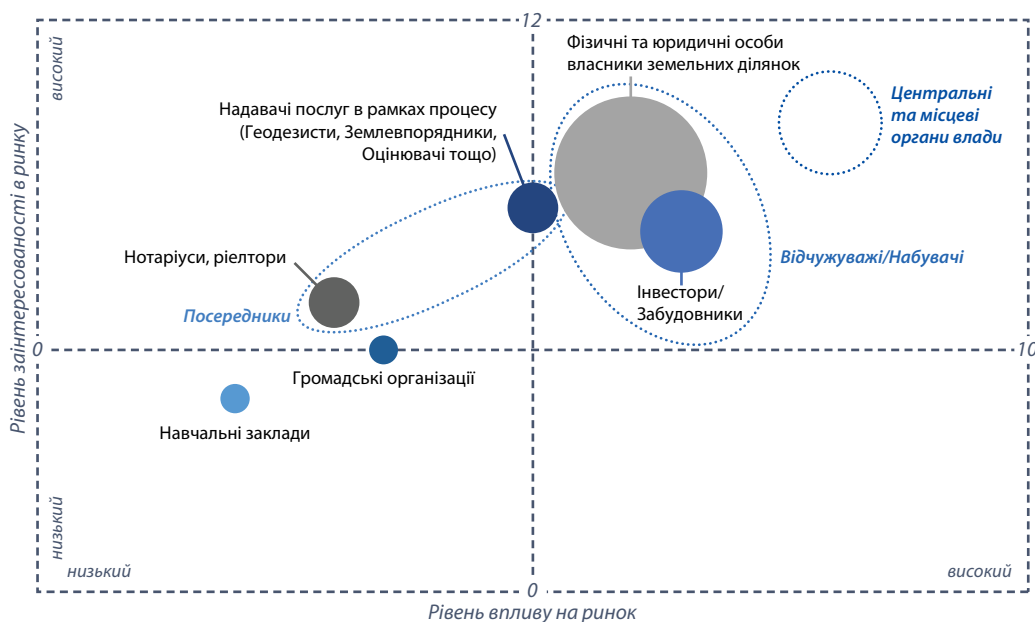 12
високий
Фізичні та юридичні особи
власники земельних ділянок
Центральні
та місцеві
органи влади
Надавачі послуг в рамках процесу
(Геодезисти, Землевпорядники,
Оцінювачі тощо)
Рівень заінтересованості в ринку
Нотаріуси, ріелтори
Відчужуважі/Набувачі
Інвестори/
Забудовники
Посередники
0
10
Громадські організації
Навчальні заклади
низький
низький
високий
0
Рівень впливу на ринок